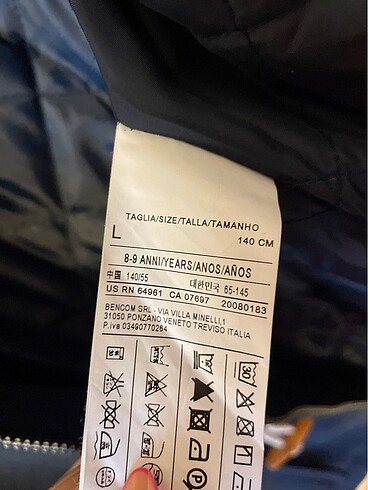 TAGLIA/SIZE/TALLA/TAMANHO
L 140 CM
8-9 ANNI/YEARS/ANOS/AÑOS
中国 140/55 대한민국 65-145
US RN 64961 CA 07697 20080183
BENCOM SRL - VIA VILLA MINELLI,1
31050 PONZANO VENETO TREVISO ITALIA
P.iva 03490770264
30
P